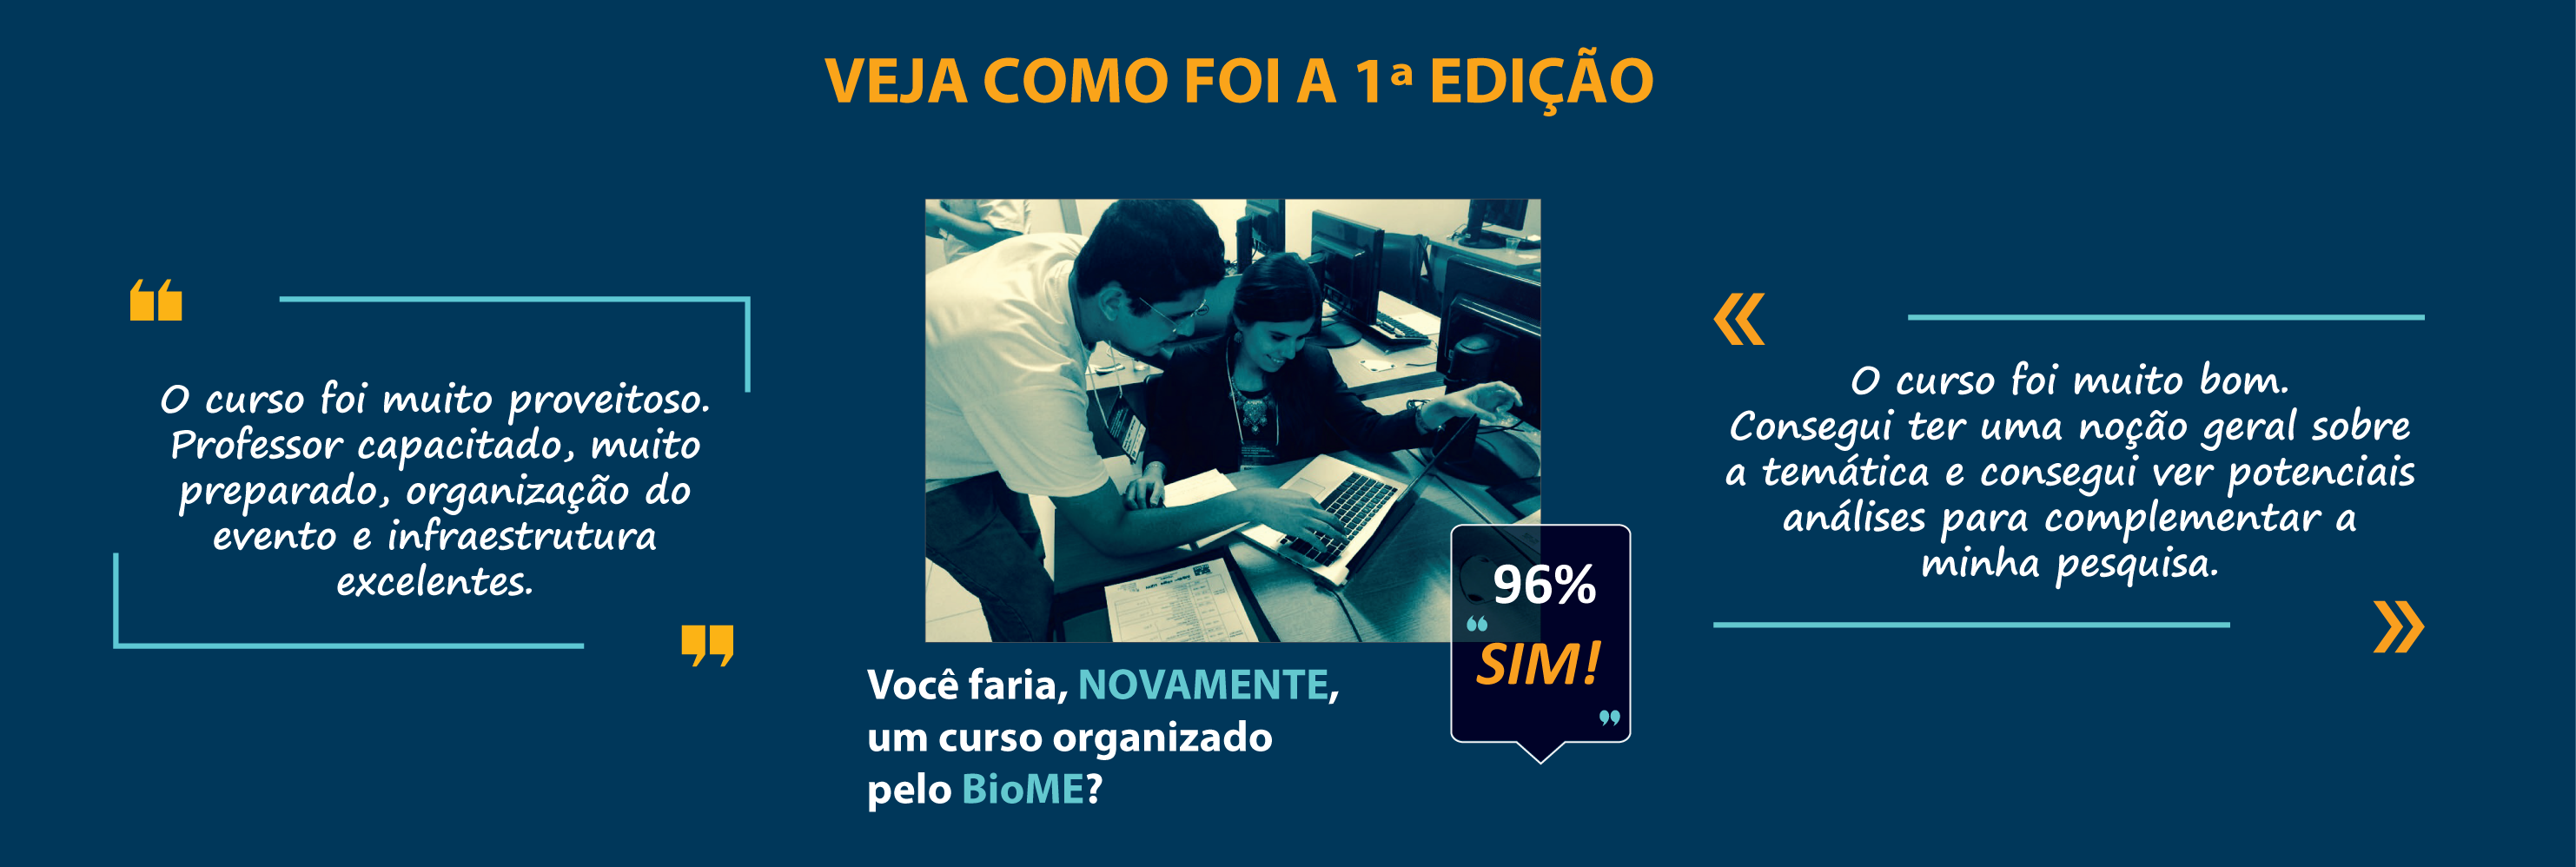 VEJA COMO FOI A 1ª EDIÇÃO
O curso foi muito proveitoso.
Professor capacitado, muito
preparado, organização do
evento e infraestrutura
excelentes.
96%
“
SIM!
”
Você faria, NOVAMENTE,
um curso organizado
pelo BioME?
«
O curso foi muito bom.
Consegui ter uma noção geral sobre
a temática e consegui ver potenciais
análises para complementar a
minha pesquisa.
»